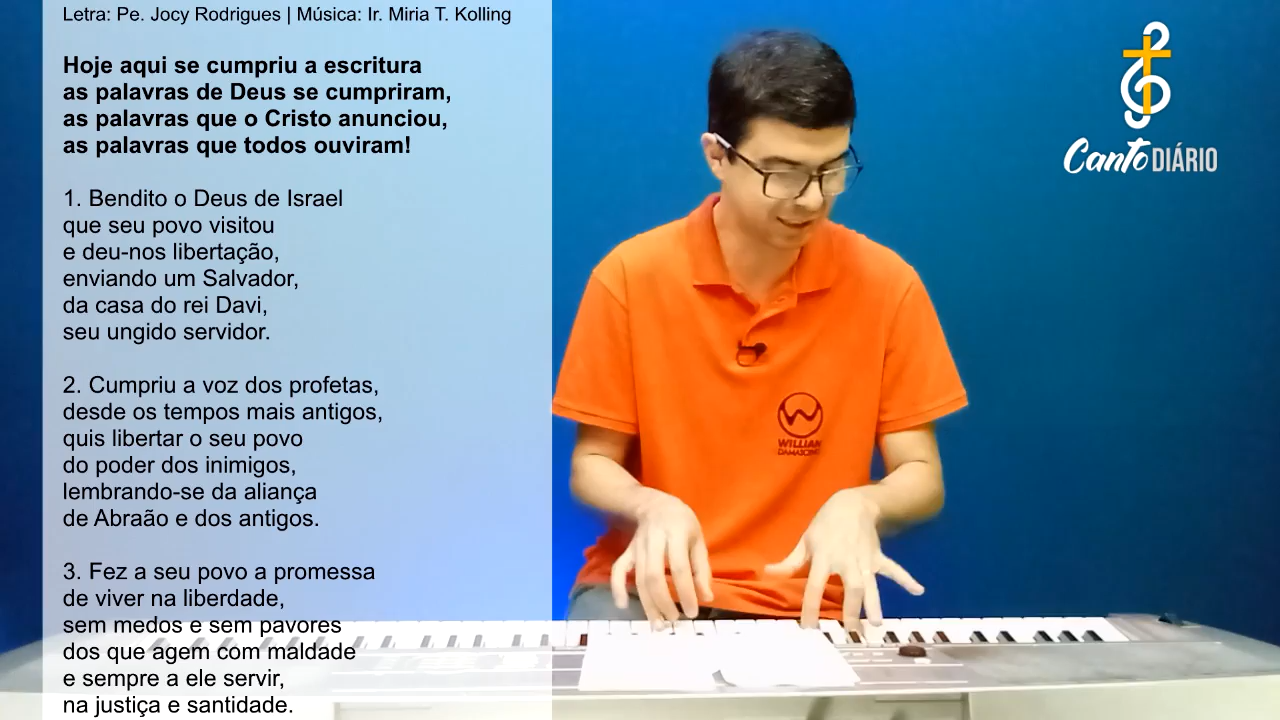 Letra: Pe. Jocy Rodrigues | Música: Ir. Miria T. Kolling
Hoje aqui se cumpriu a escritura
as palavras de Deus se cumpriram,
as palavras que o Cristo anunciou,
as palavras que todos ouviram!
1. Bendito o Deus de Israel
que seu povo visitou
e deu-nos libertação,
enviando um Salvador,
da casa do rei Davi,
seu ungido servidor.
2. Cumpriu a voz dos profetas,
desde os tempos mais antigos,
quis libertar o seu povo
do poder dos inimigos,
lembrando-se da aliança
de Abraão e dos antigos.
3. Fez a seu povo a promessa
de viver na liberdade,
sem medos e sem pavores
dos que agem com maldade
e sempre a ele servir,
na justiça e santidade.
Canto DIÁRIO
WILLIAN